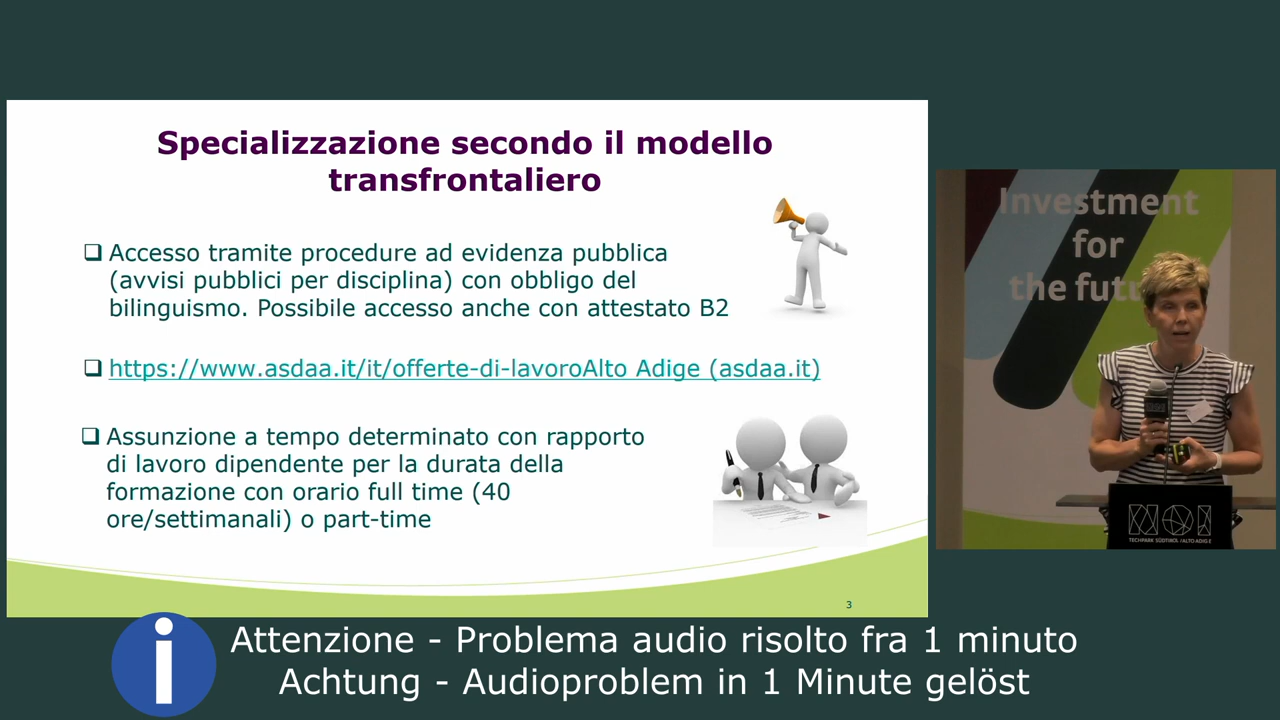 Specializzazione secondo il modello
transfrontaliero
Accesso tramite procedure ad evidenza pubblica
(avvisi pubblici per disciplina) con obbligo del
bilinguismo. Possibile accesso anche con attestato B2
https://www.asdaa.it/it/offerte-di-lavoroAlto Adige (asdaa.it)
Assunzione a tempo determinato con rapporto
di lavoro dipendente per la durata della
formazione con orario full time (40
ore/settimanali) o part-time
3
Investment
for
the
NOI
TECHPARK SÜDTIROL / ALTO ADIGE
i
Attenzione - Problema audio risolto fra 1 minuto
Achtung - Audioproblem in 1 Minute gelöst